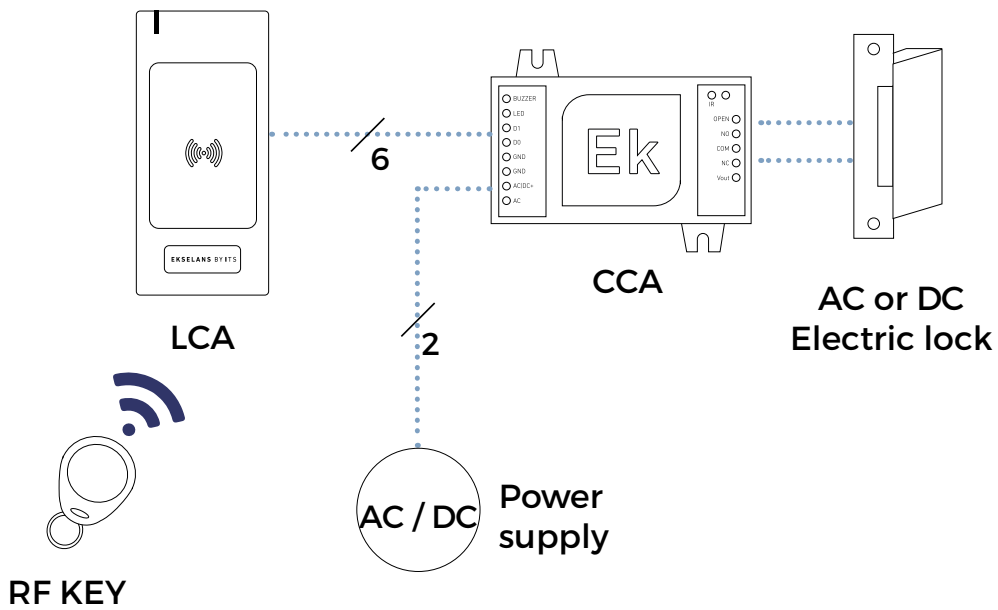 BUZZER
LED
D1
D0
GND
GND
AC|DC+
AC
Ek
IR
OPEN
NO
COM
NC
Vout
6
EKSELANS BY ITS
LCA
CCA
AC or DC
Electric lock
2
AC / DC
Power
supply
RF KEY